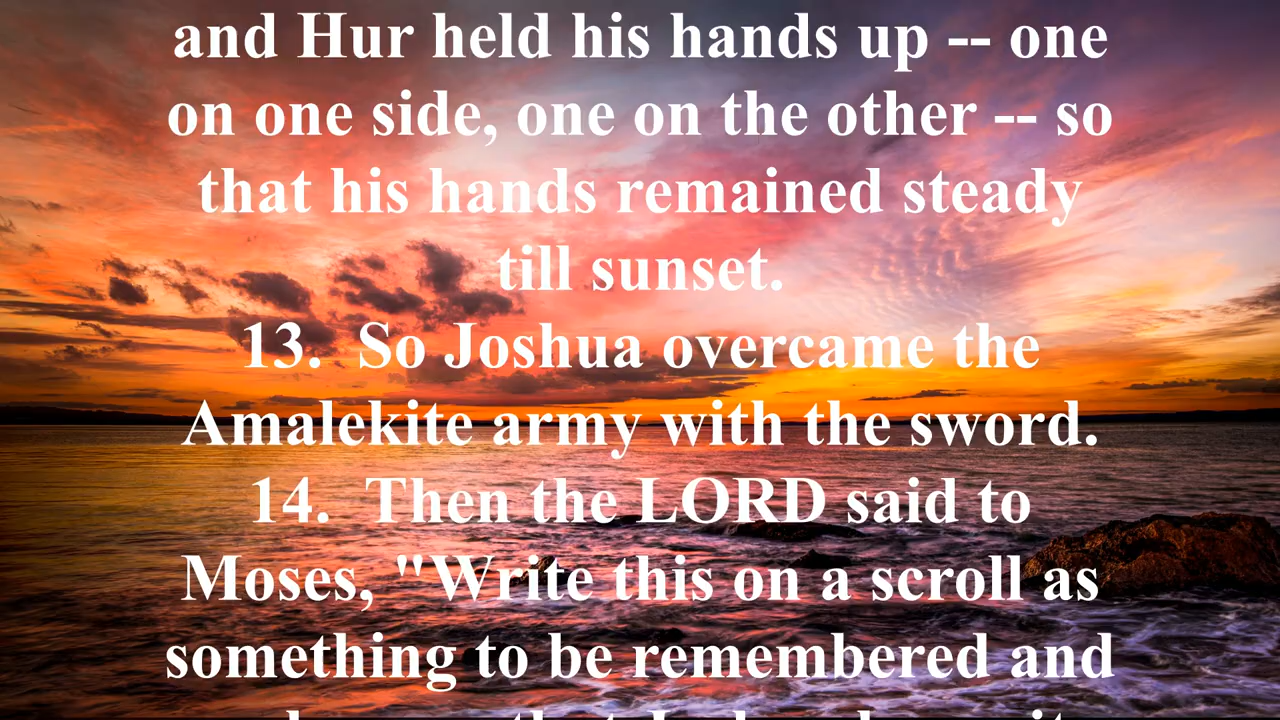 and Hur held his hands up -- one
on one side, one on the other -- so
that his hands remained steady
till sunset.
13.  So Joshua overcame the
Amalekite army with the sword.
14.  Then the LORD said to
Moses, "Write this on a scroll as
something to be remembered and